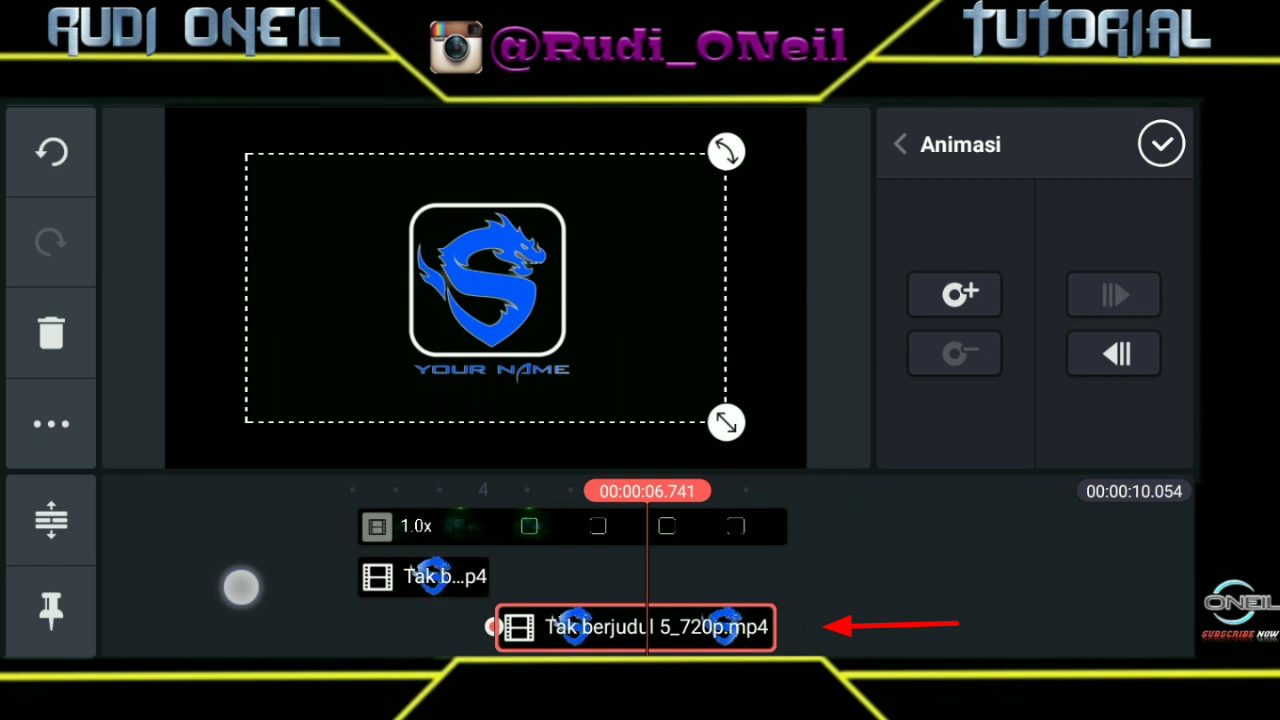 RUDI ONEIL
@Rudi_ONeil
TUTORIAL
Animasi
YOUR NAME
4
00:00:06.741
00:00:10.054
1.0x
Tak b...p4
Tak berjudul 5_720p.mp4
ONEIL
SUBSCRIBE NOW